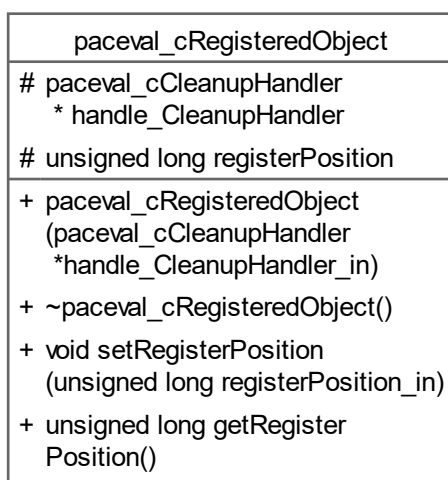 paceval_cRegisteredObject
# paceval_cCleanupHandler
* handle_CleanupHandler
# unsigned long registerPosition
+ paceval_cRegisteredObject
(paceval_cCleanupHandler
*handle_CleanupHandler_in)
+ ~paceval_cRegisteredObject()
+ void setRegisterPosition
(unsigned long registerPosition_in)
+ unsigned long getRegister
Position()